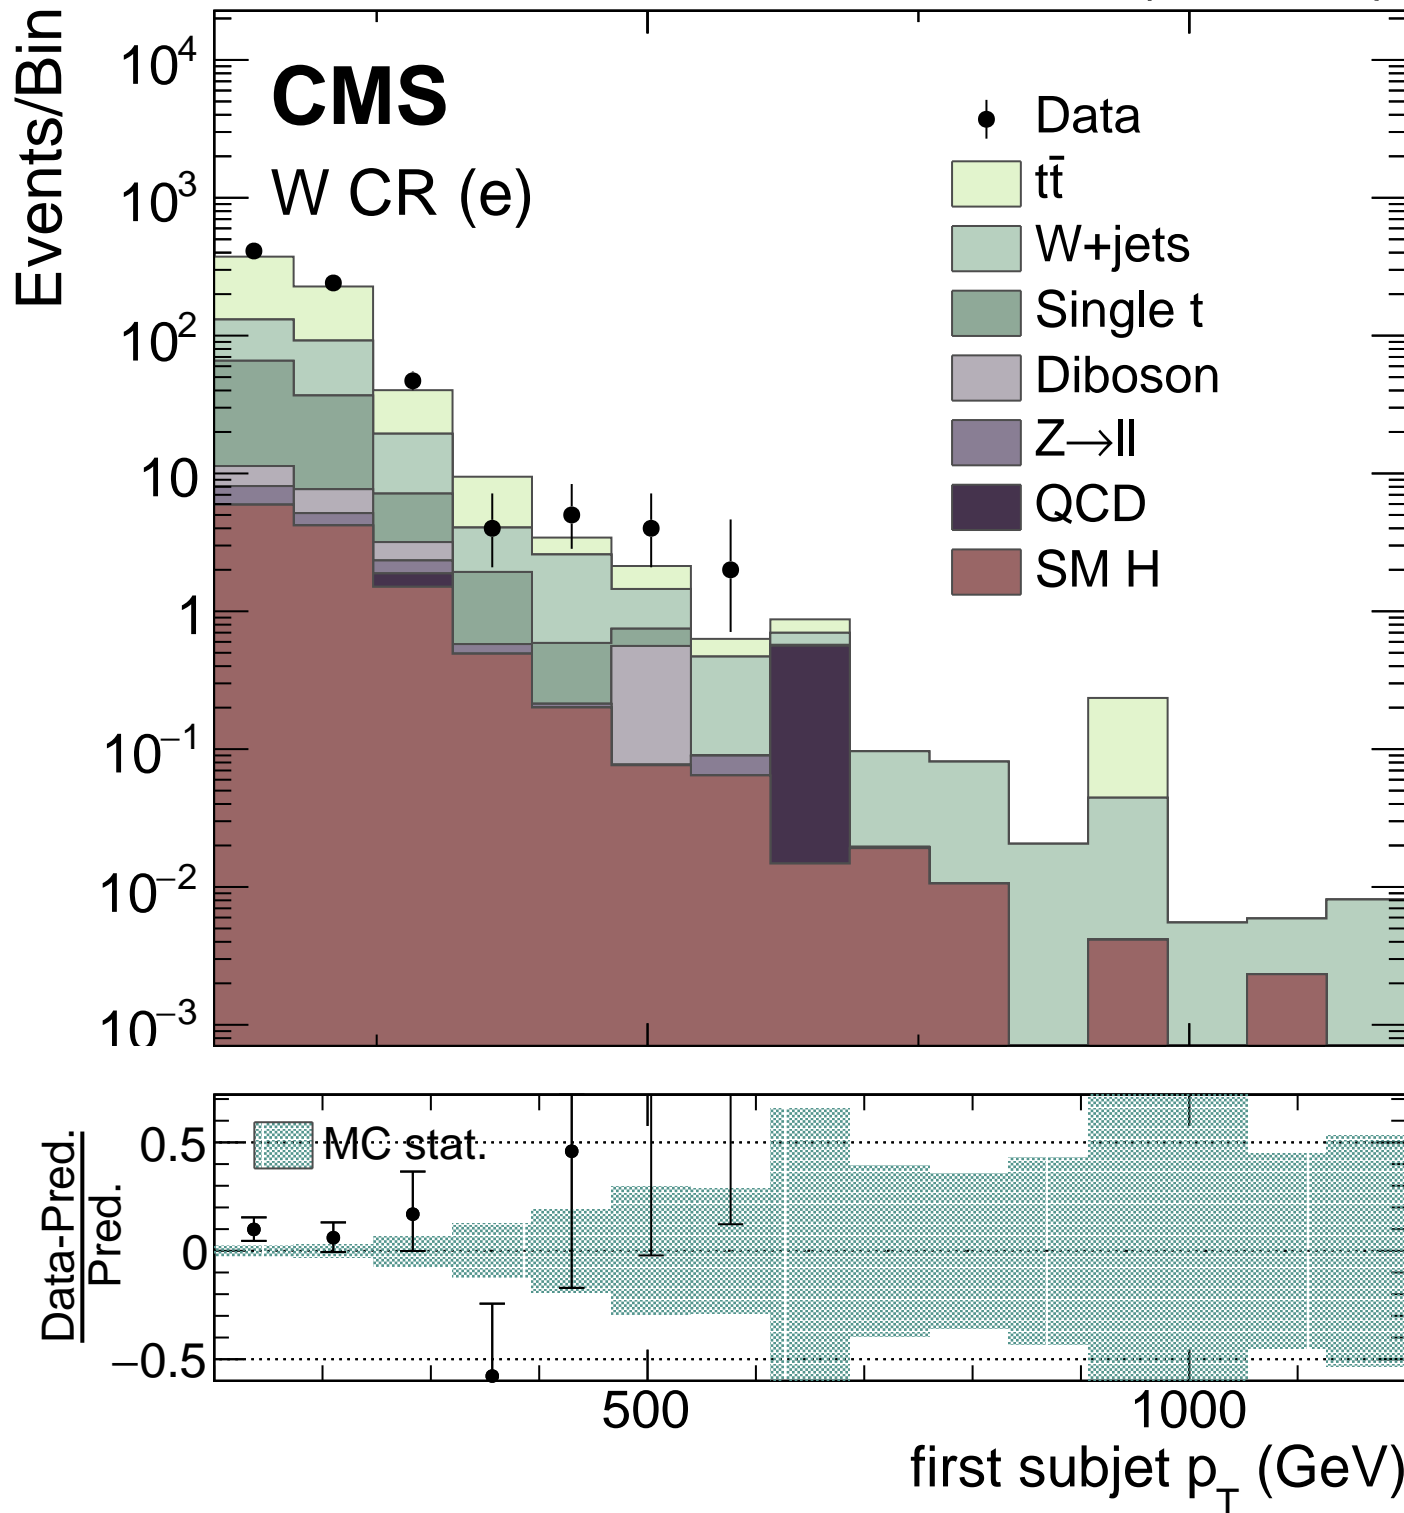 Events/Bin
10⁴
10³
10²
10
1
10⁻¹
10⁻²
10⁻³
CMS
W CR (e)
Data
tt̄
W+jets
Single t
Diboson
Z→ll
QCD
SM H
Data-Pred.
Pred.
0.5
0
−0.5
MC stat.
500
1000
first subjet p_T (GeV)